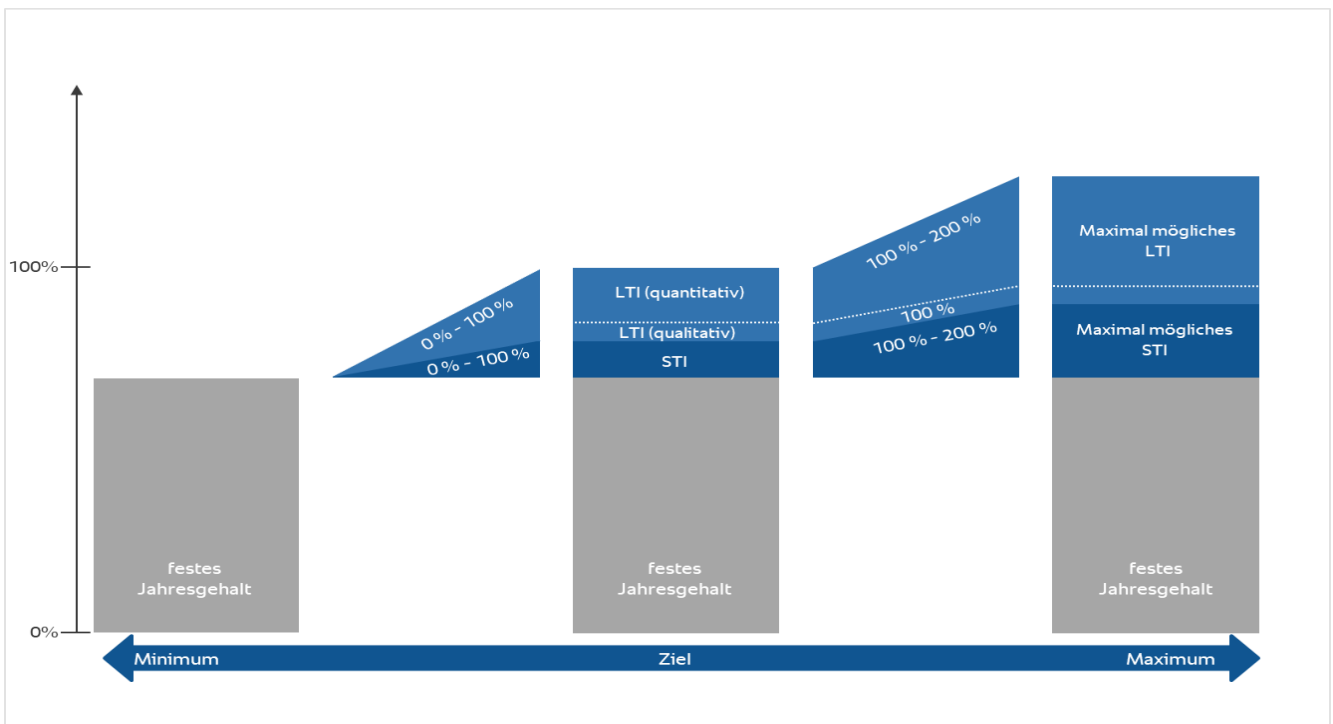 100%
0%
festes
Jahresgehalt
0 % - 100 %
0 % - 100 %
LTI (quantitativ)
LTI (qualitativ)
STI
festes
Jahresgehalt
100 % - 200 %
100 %
100 % - 200 %
Maximal mögliches
LTI
Maximal mögliches
STI
festes
Jahresgehalt
Minimum
Ziel
Maximum